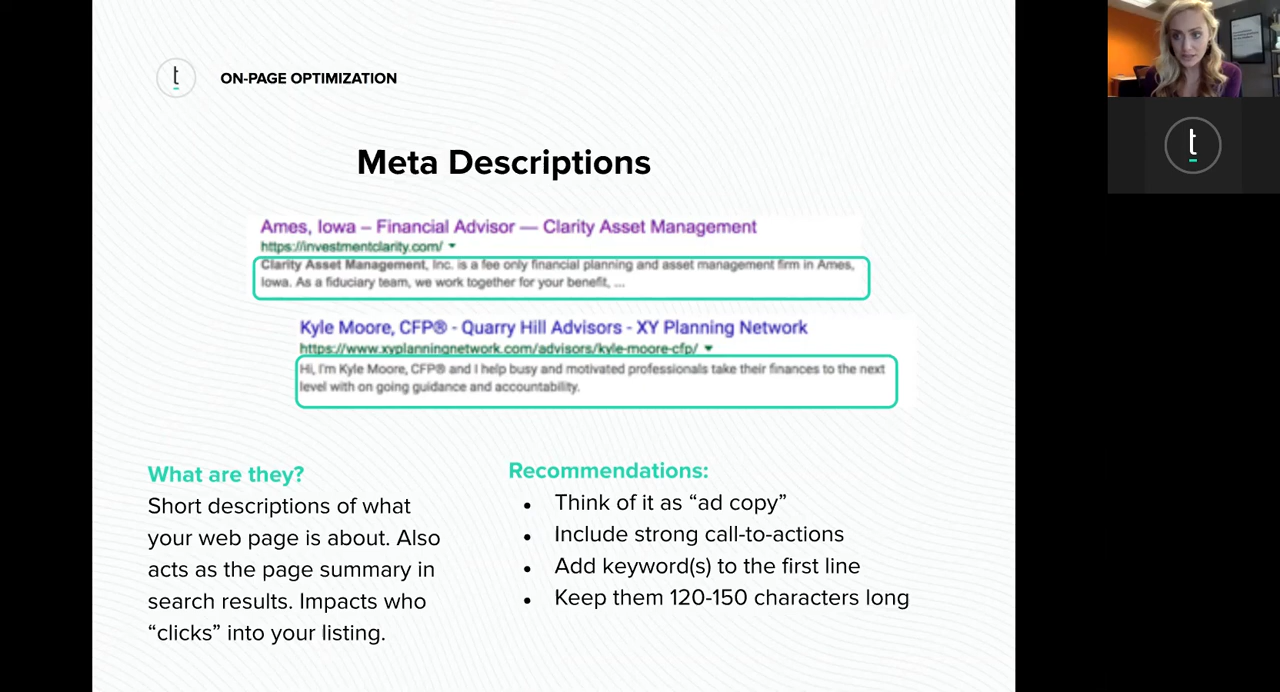 t
ON-PAGE OPTIMIZATION
Meta Descriptions
Ames, Iowa – Financial Advisor — Clarity Asset Management
https://investmentclarity.com/
Clarity Asset Management, Inc. is a fee only financial planning and asset management firm in Ames,
Iowa. As a fiduciary team, we work together for your benefit, ...
Kyle Moore, CFP® - Quarry Hill Advisors - XY Planning Network
https://www.xyplanningnetwork.com/advisors/kyle-moore-cfp/
Hi, I'm Kyle Moore, CFP® and I help busy and motivated professionals take their finances to the next
level with on going guidance and accountability.
What are they?
Short descriptions of what
your web page is about. Also
acts as the page summary in
search results. Impacts who
“clicks” into your listing.
Recommendations:
• Think of it as “ad copy”
• Include strong call-to-actions
• Add keyword(s) to the first line
• Keep them 120-150 characters long
t